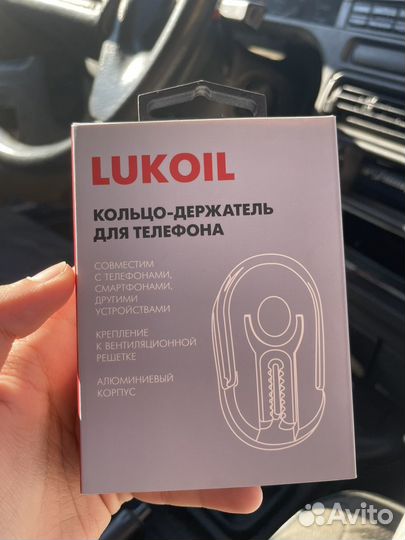 LUKOIL
КОЛЬЦО-ДЕРЖАТЕЛЬ
ДЛЯ ТЕЛЕФОНА
СОВМЕСТИМ
С ТЕЛЕФОНАМИ,
СМАРТФОНАМИ,
ДРУГИМИ
УСТРОЙСТВАМИ
КРЕПЛЕНИЕ
К ВЕНТИЛЯЦИОННОЙ
РЕШЕТКЕ
АЛЮМИНИЕВЫЙ
КОРПУС
Avito